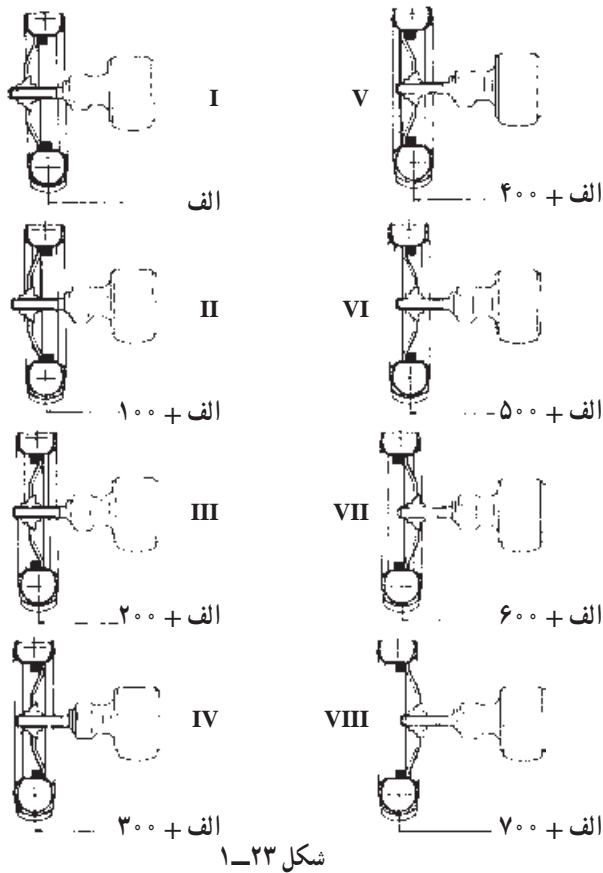 I
V
الف
الف + ۴۰۰
II
VI
الف + ۱۰۰
الف + ۵۰۰
III
VII
الف + ۲۰۰
الف + ۶۰۰
IV
VIII
الف + ۳۰۰
الف + ۷۰۰
شکل ۲۳ــ۱